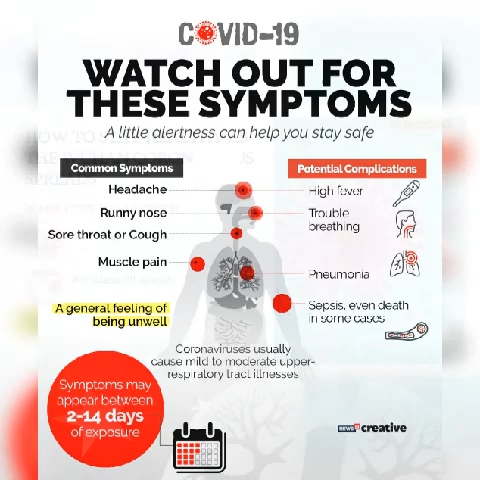 COVID-19
WATCH OUT FOR
THESE SYMPTOMS
A little alertness can help you stay safe
Common Symptoms
Headache
Runny nose
Sore throat or Cough
Muscle pain
A general feeling of
being unwell
Potential Complications
High fever
Trouble
breathing
Pneumonia
Sepsis, even death
in some cases
Coronaviruses usually
cause mild to moderate upper-
respiratory tract illnesses
Symptoms may
appear between
2-14 days
of exposure
NEWS18 creative